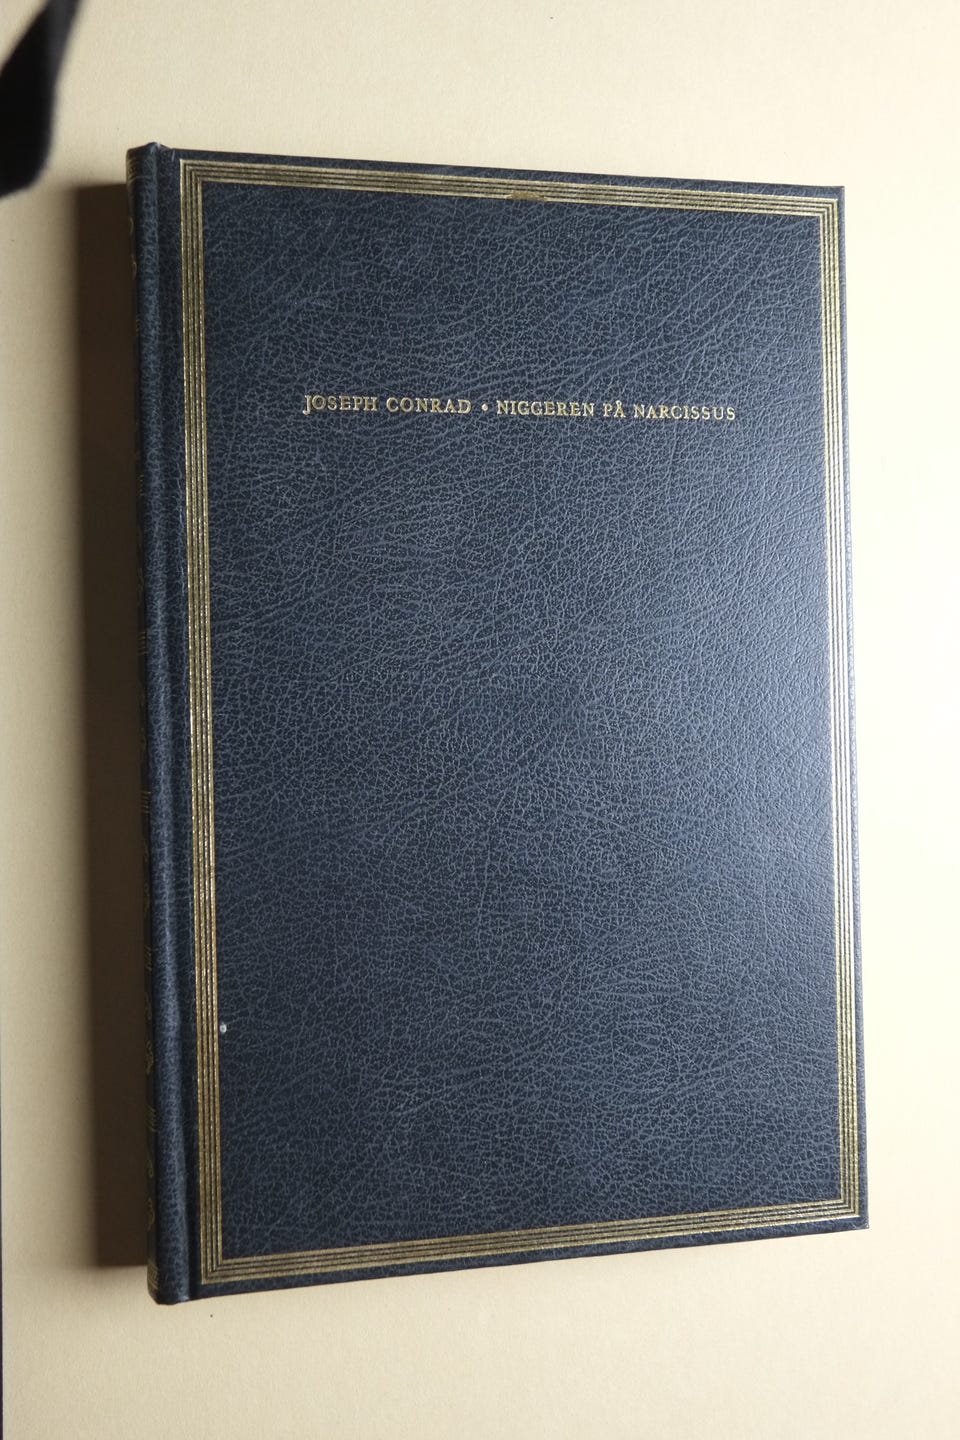 JOSEPH CONRAD • NIGGEREN PÅ NARCISSUS